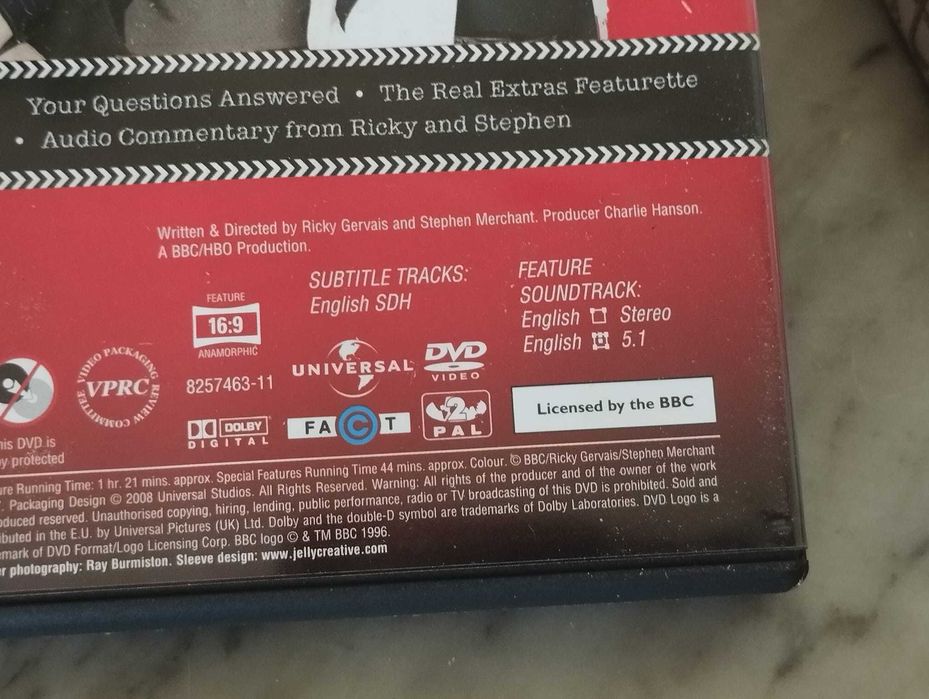 Your Questions Answered • The Real Extras Featurette
• Audio Commentary from Ricky and Stephen
Written & Directed by Ricky Gervais and Stephen Merchant. Producer Charlie Hanson.
A BBC/HBO Production.
FEATURE
16:9
ANAMORPHIC
SUBTITLE TRACKS:
English SDH
FEATURE
SOUNDTRACK:
English Stereo
English 5.1
VIDEO PACKAGING REVIEW COMMITTEE
VPRC
8257463-11
UNIVERSAL
DVD
VIDEO
DOLBY
DIGITAL
FACT
2
PAL
Licensed by the BBC
his DVD is
y protected
re Running Time: 1 hr. 21 mins. approx. Special Features Running Time 44 mins. approx. Colour. © BBC/Ricky Gervais/Stephen Merchant
. Packaging Design © 2008 Universal Studios. All Rights Reserved. Warning: All rights of the producer and of the owner of the work
oduced reserved. Unauthorised copying, hiring, lending, public performance, radio or TV broadcasting of this DVD is prohibited. Sold and
ibuted in the E.U. by Universal Pictures (UK) Ltd. Dolby and the double-D symbol are trademarks of Dolby Laboratories. DVD Logo is a
emark of DVD Format/Logo Licensing Corp. BBC logo © & TM BBC 1996.
r photography: Ray Burmiston. Sleeve design: www.jellycreative.com